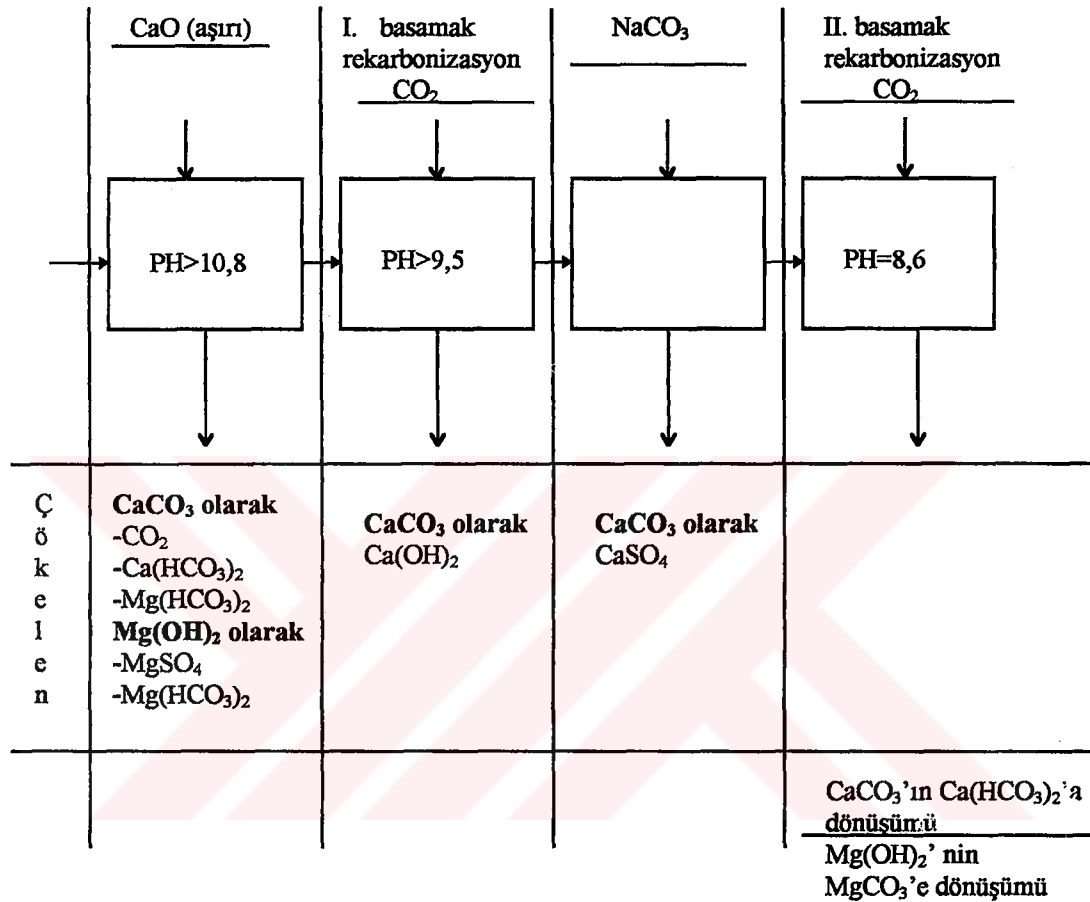 CaO (aşırı)
I. basamak
rekarbonizasyon
CO₂
NaCO₃
II. basamak
rekarbonizasyon
CO₂
PH>10,8
PH>9,5
PH=8,6
Çökelen
CaCO₃ olarak
-CO₂
-Ca(HCO₃)₂
-Mg(HCO₃)₂
Mg(OH)₂ olarak
-MgSO₄
-Mg(HCO₃)₂
CaCO₃ olarak
Ca(OH)₂
CaCO₃ olarak
CaSO₄
CaCO₃'ın Ca(HCO₃)₂'a
dönüşümü
Mg(OH)₂' nin
MgCO₃'e dönüşümü